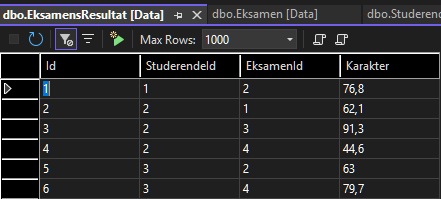 dbo.EksamensResultat [Data] dbo.Eksamen [Data] dbo.Studerend
Max Rows: 1000
Id StuderendeId EksamenId Karakter
1 1 2 76,8
2 2 1 62,1
3 2 3 91,3
4 2 4 44,6
5 3 2 63
6 3 4 79,7